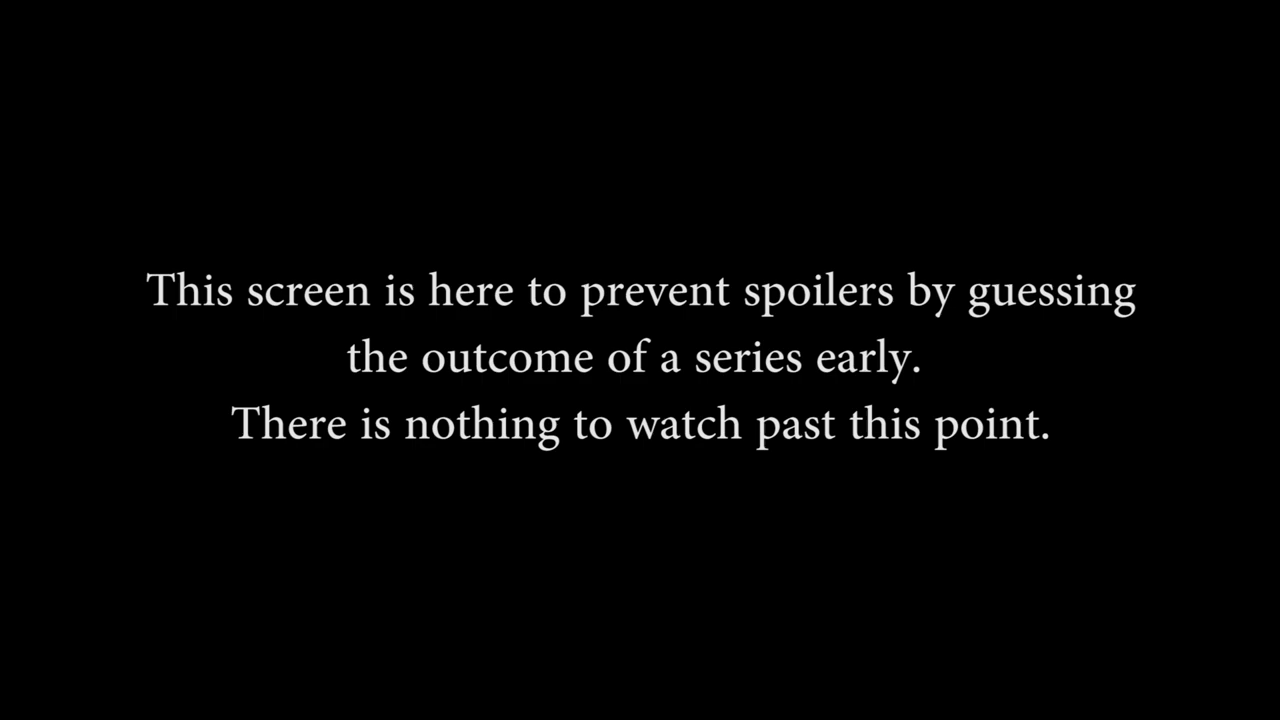 This screen is here to prevent spoilers by guessing
the outcome of a series early.
There is nothing to watch past this point.